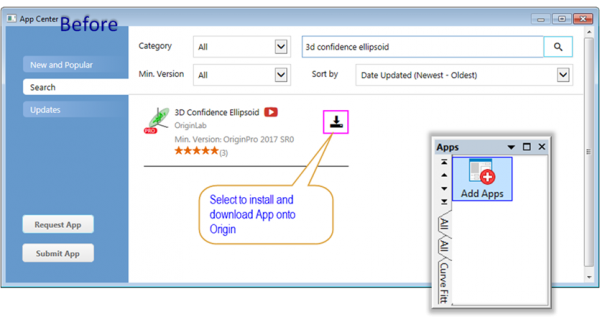 App Center
Before
Category
All
3d confidence ellipsoid
New and Popular
Min. Version
All
Sort by
Date Updated (Newest - Oldest)
Search
Updates
3D Confidence Ellipsoid
PRO
OriginLab
Min. Version: OriginPro 2017 SR0
(3)
Select to install and
download App onto
Origin
Request App
Submit App
Apps
Add Apps
All
All
Curve Fitt